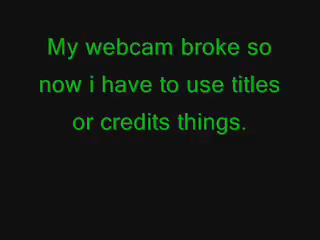 My webcam broke so
now i have to use titles
or credits things.